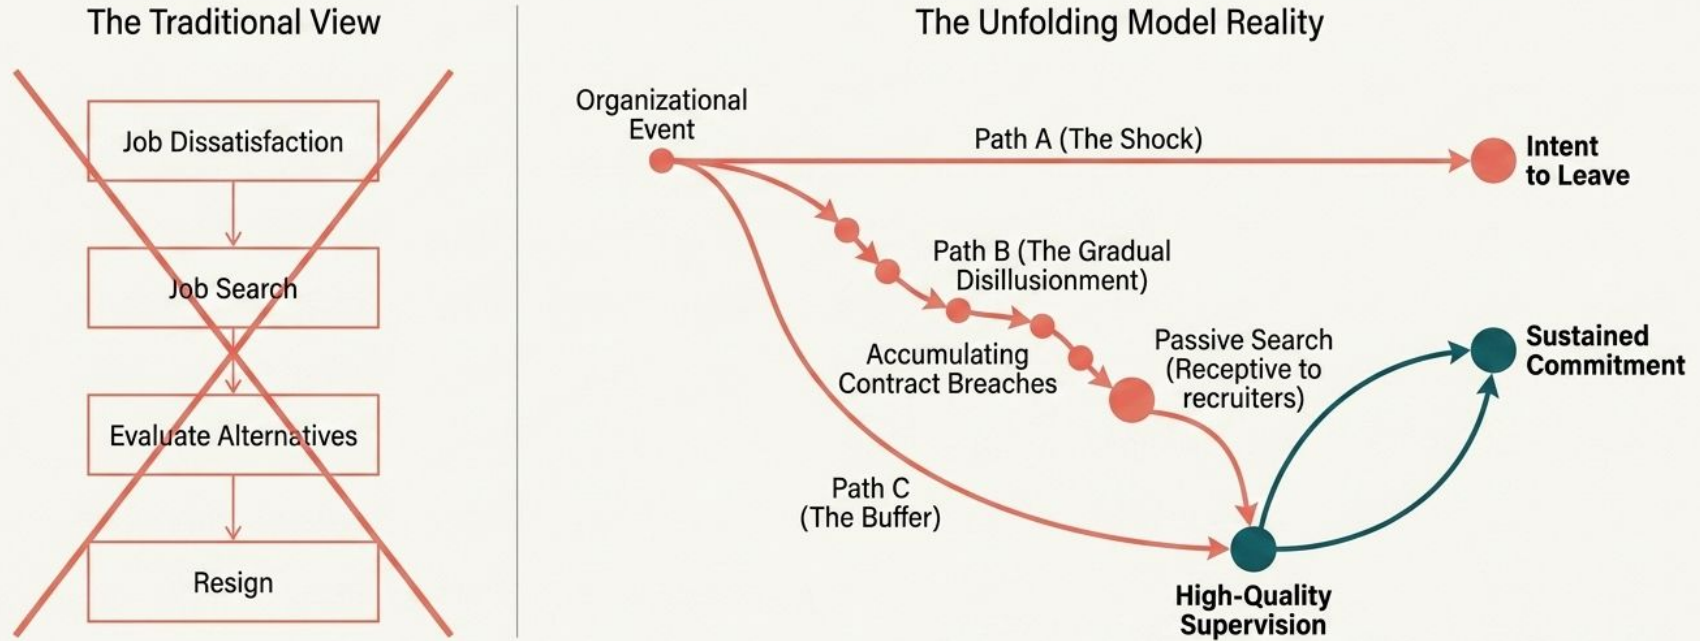 The Traditional View
Job Dissatisfaction
Job Search
Evaluate Alternatives
Resign
The Unfolding Model Reality
Organizational
Event
Path A (The Shock)
Intent
to Leave
Path B (The Gradual
Disillusionment)
Accumulating
Contract Breaches
Passive Search
(Receptive to
recruiters)
Sustained
Commitment
Path C
(The Buffer)
High-Quality
Supervision